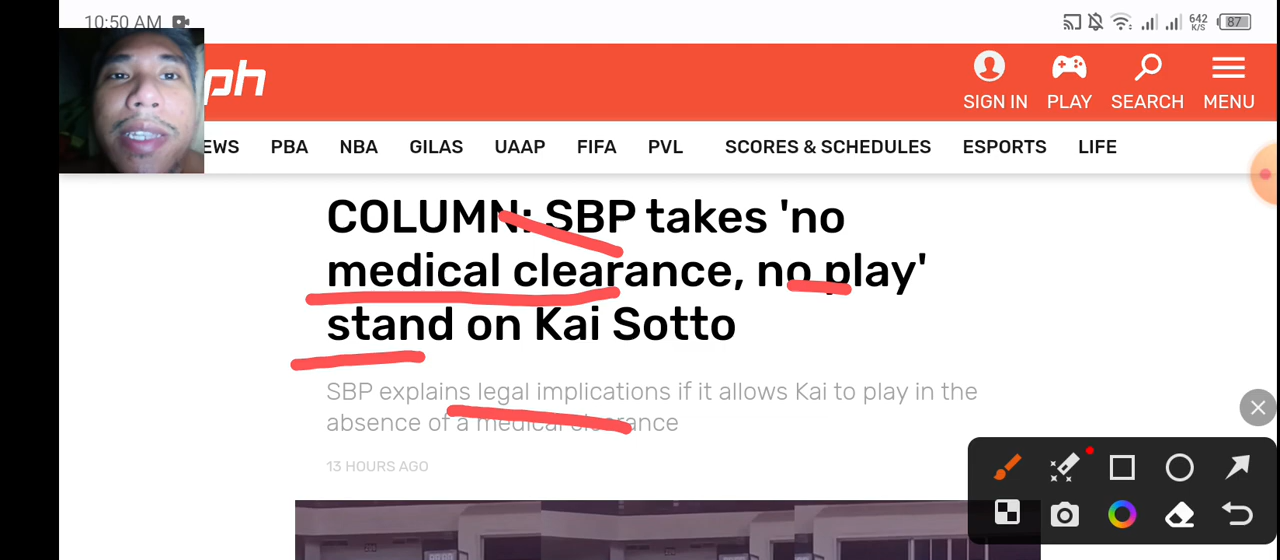 10:50 AM
642
K/S
87
ph
SIGN IN
PLAY
SEARCH
MENU
EWS
PBA
NBA
GILAS
UAAP
FIFA
PVL
SCORES & SCHEDULES
ESPORTS
LIFE
COLUMN: SBP takes 'no
medical clearance, no play'
stand on Kai Sotto
SBP explains legal implications if it allows Kai to play in the
absence of a medical clearance
13 HOURS AGO